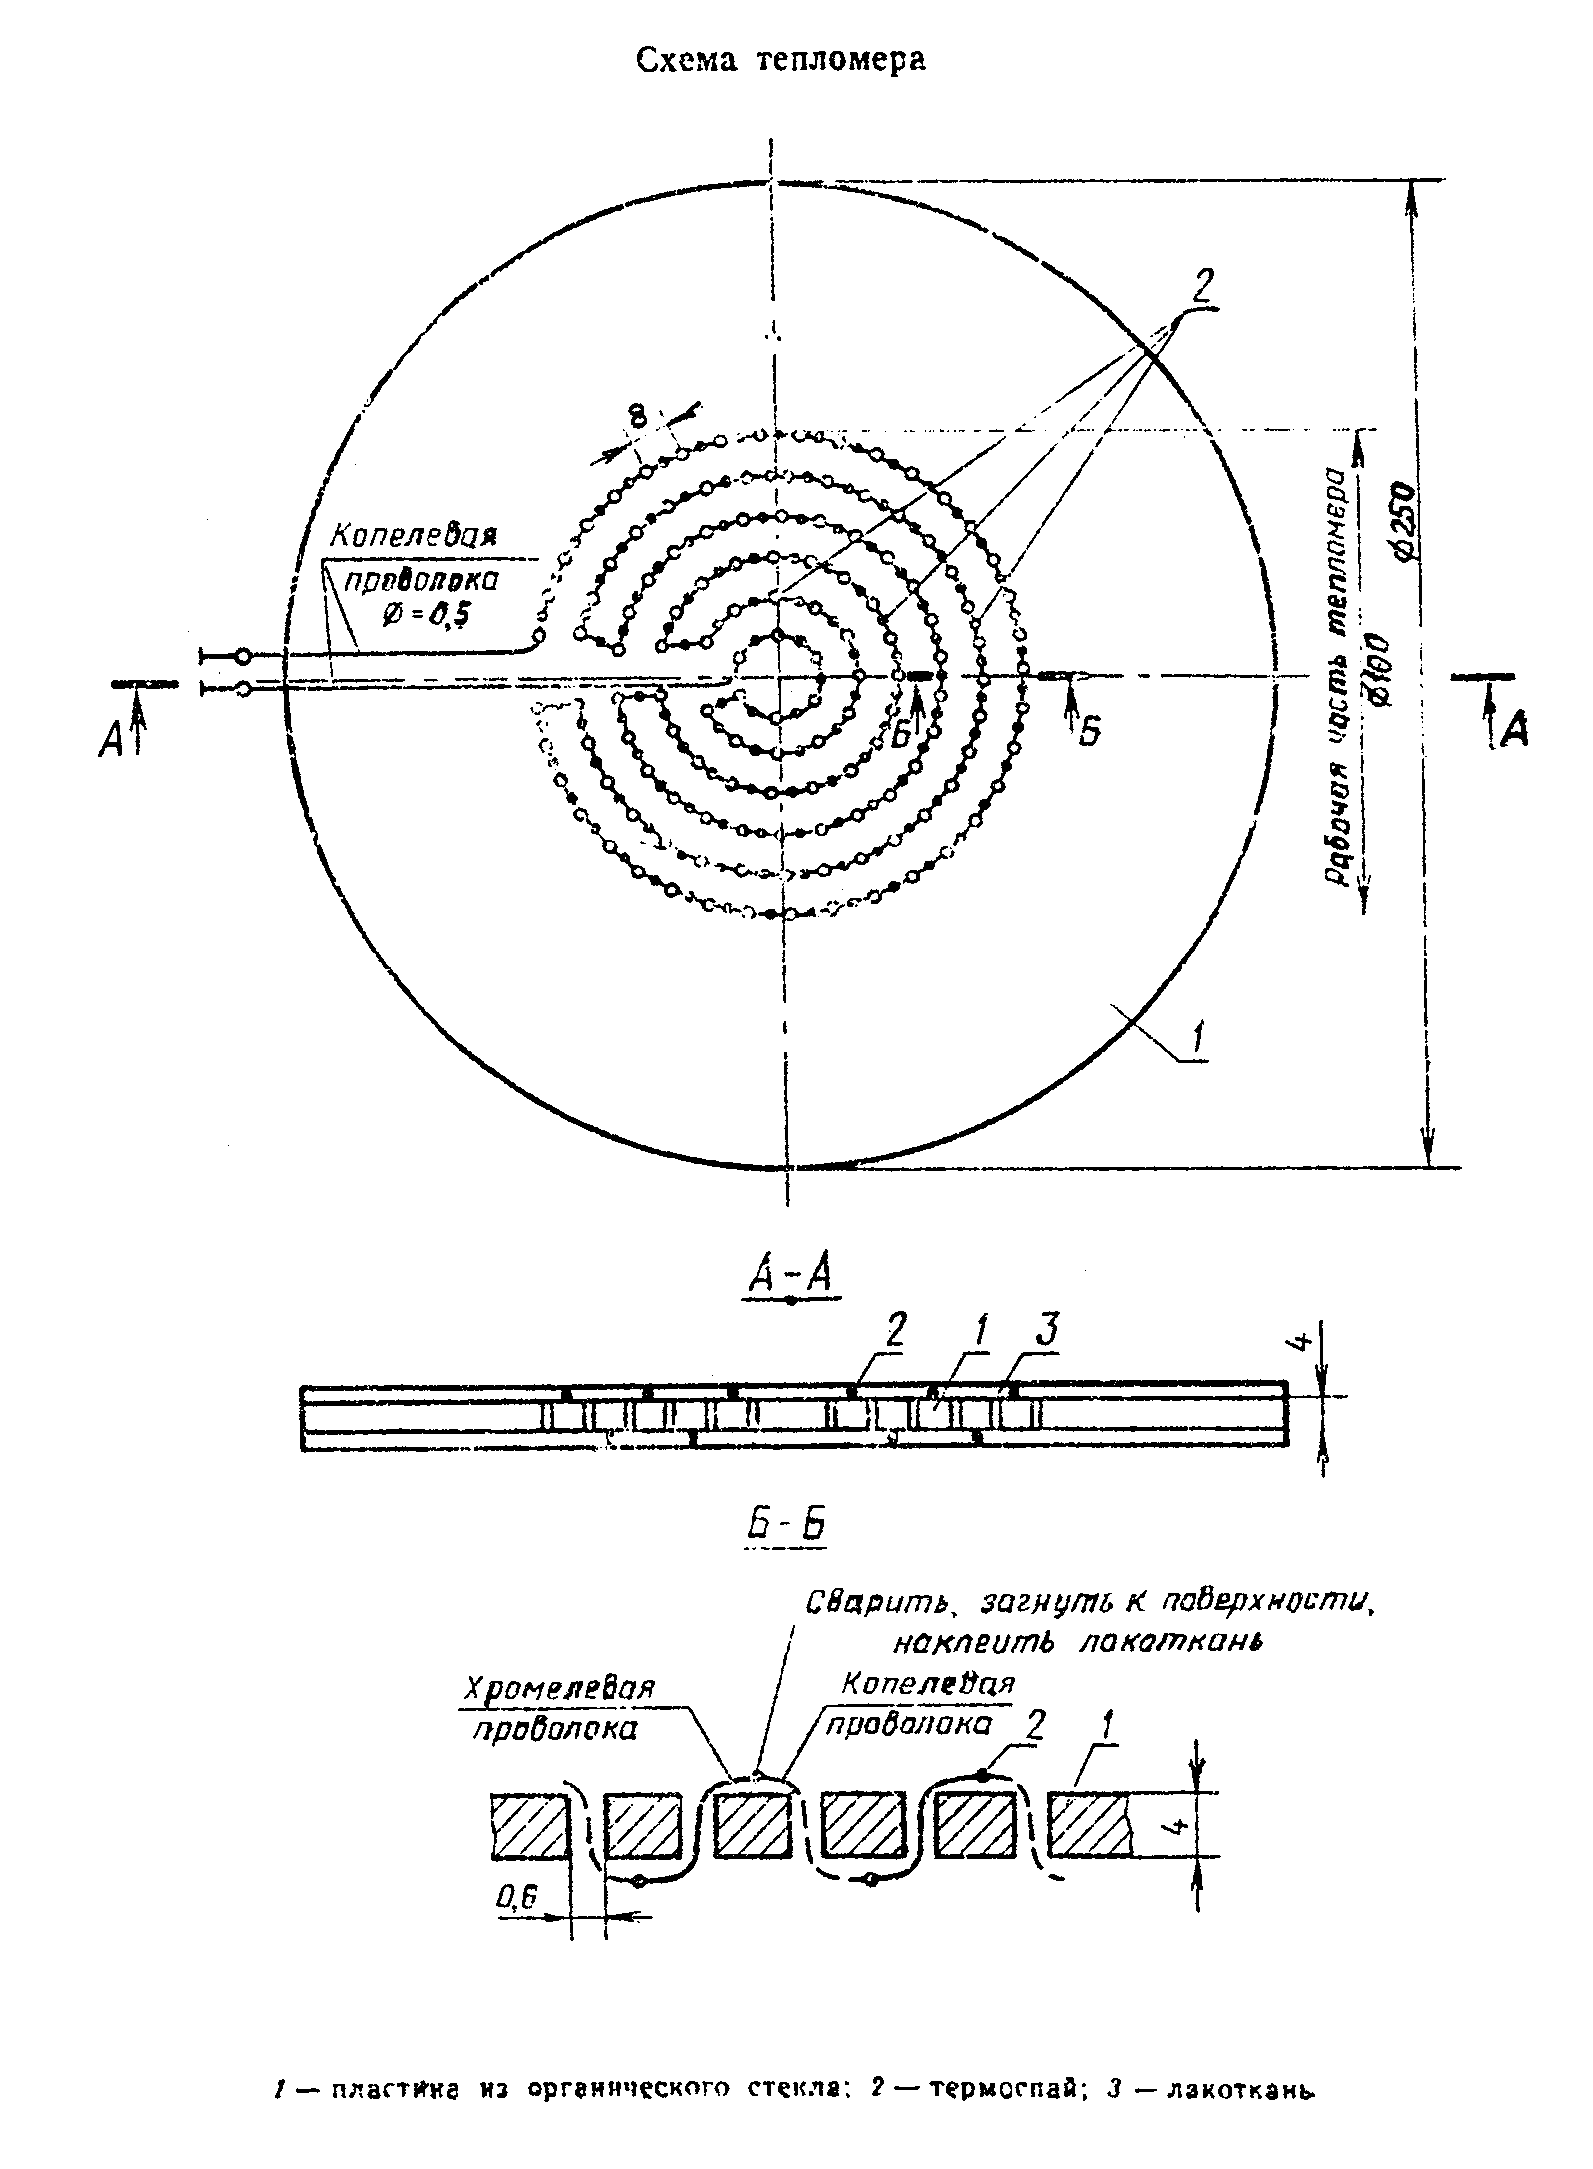 Схема тепломера
2
8
Копелевая
проволока
Ø=0,5
Рабочая часть тепломера
Ø100
Ø250
А
Б
Б
А
1
А-А
2
1
3
4
Б-Б
Сварить, загнуть к поверхности,
наклеить лакоткань
Хромелевая
проволока
Копелевая
проволока
2
1
4
0,6
1 — пластина из органического стекла; 2 — термоспай; 3 — лакоткань